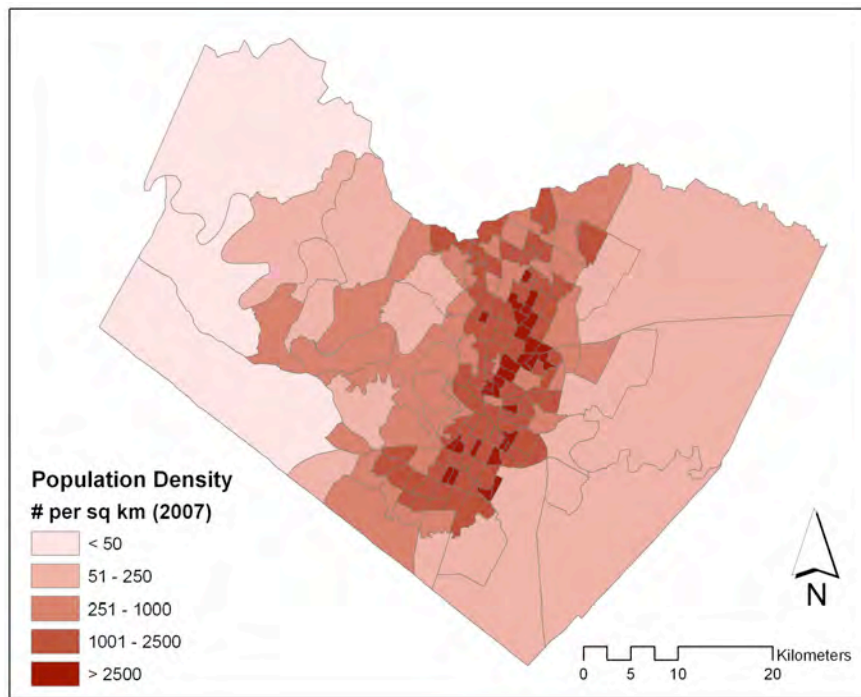 Population Density
# per sq km (2007)
< 50
51 - 250
251 - 1000
1001 - 2500
> 2500
N
Kilometers
0 5 10 20